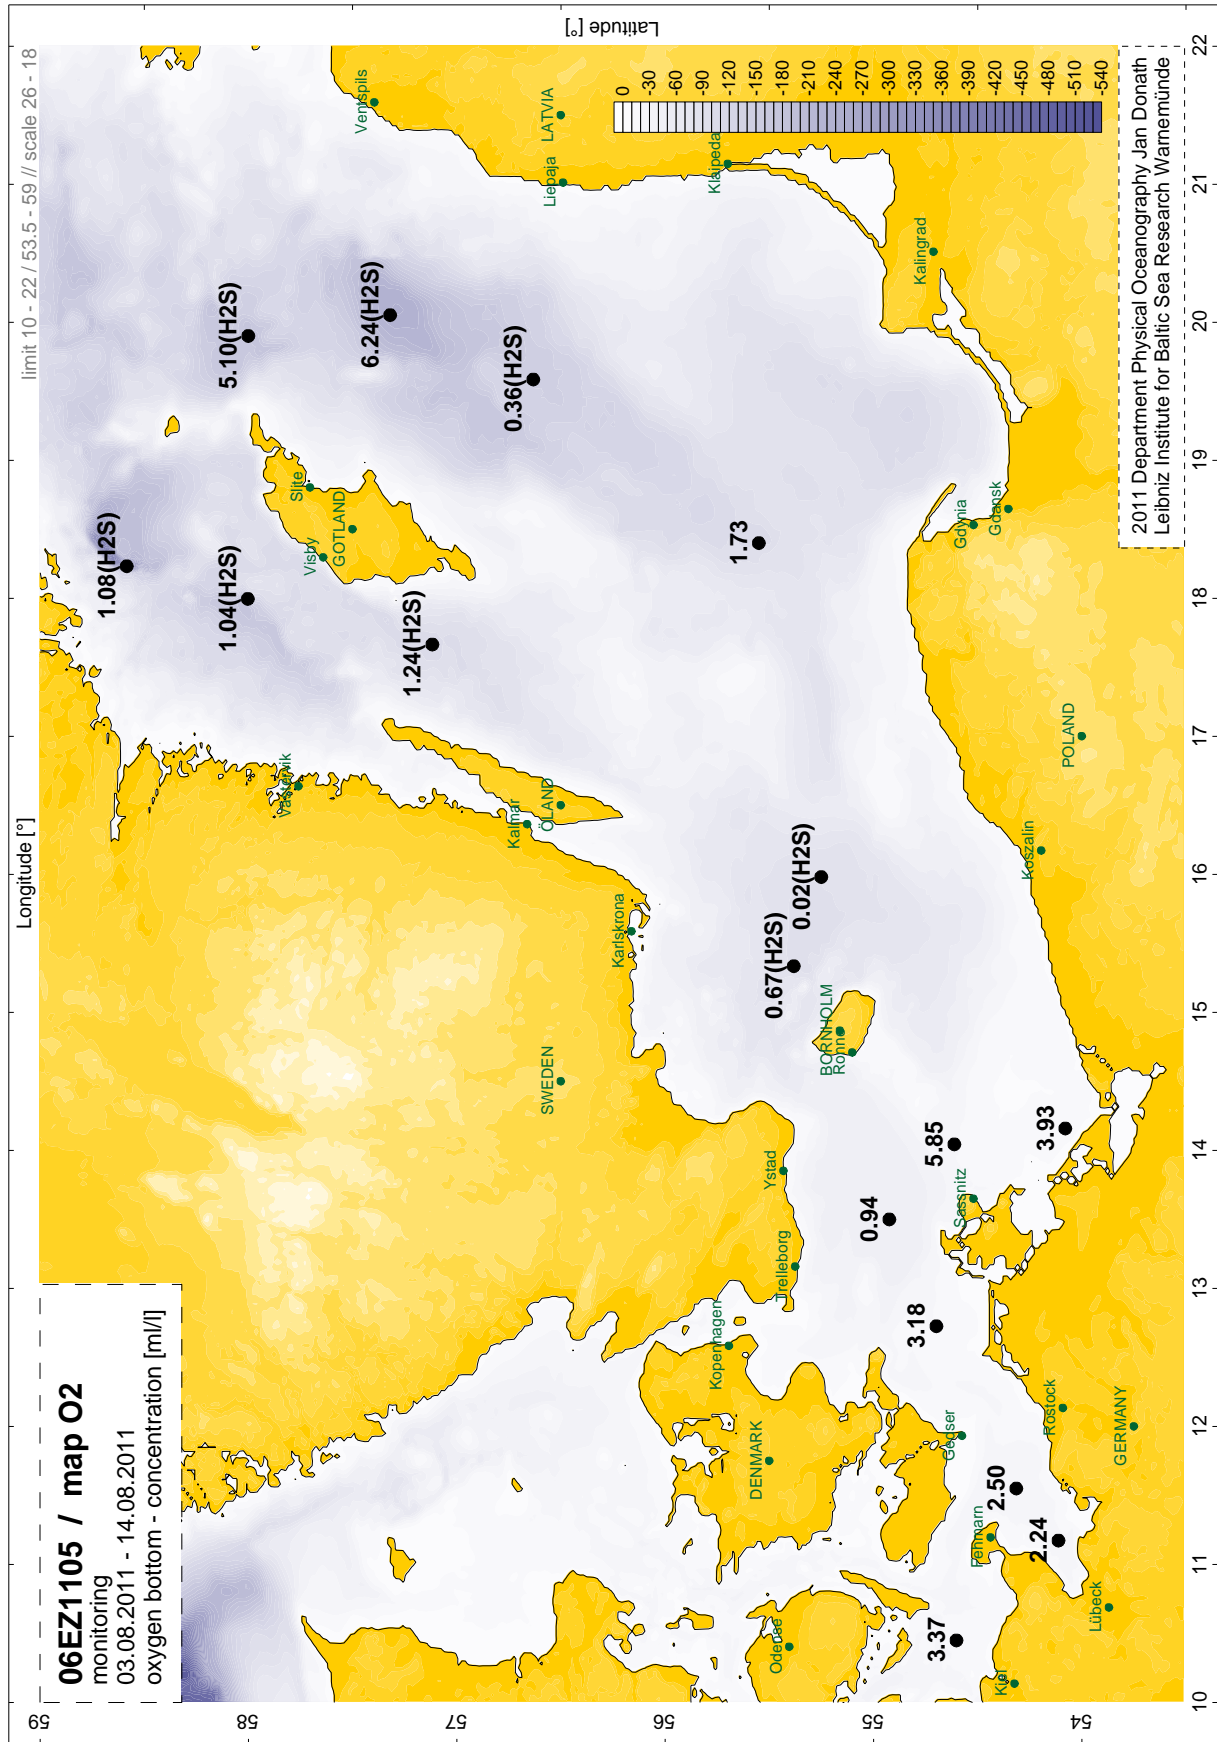 06EZ1105 / map O2
monitoring
03.08.2011 - 14.08.2011
oxygen bottom - concentration [ml/l]
Longitude [°]
limit 10 - 22 / 53.5 - 59 // scale 26 - 18
Latitude [°]
59
58
57
56
55
54
10
11
12
13
14
15
16
17
18
19
20
21
22
1.08(H2S)
5.10(H2S)
1.04(H2S)
6.24(H2S)
1.24(H2S)
0.36(H2S)
1.73
0.67(H2S)
0.02(H2S)
0.94
5.85
3.93
3.18
2.50
2.24
3.37
Västervik
Visby
Slite
GOTLAND
Ventspils
LATVIA
Liepaja
Kalmar
ÖLAND
Karlskrona
SWEDEN
Klaipeda
Kopenhagen
Ystad
Trelleborg
DENMARK
Odense
BORNHOLM
Rönne
Kalingrad
Gedser
Sassnitz
Gdynia
Gdansk
Fehmarn
Kiel
Rostock
Koszalin
POLAND
Lübeck
GERMANY
0
-30
-60
-90
-120
-150
-180
-210
-240
-270
-300
-330
-360
-390
-420
-450
-480
-510
-540
2011 Department Physical Oceanography Jan Donath
Leibniz Institute for Baltic Sea Research Warnemünde